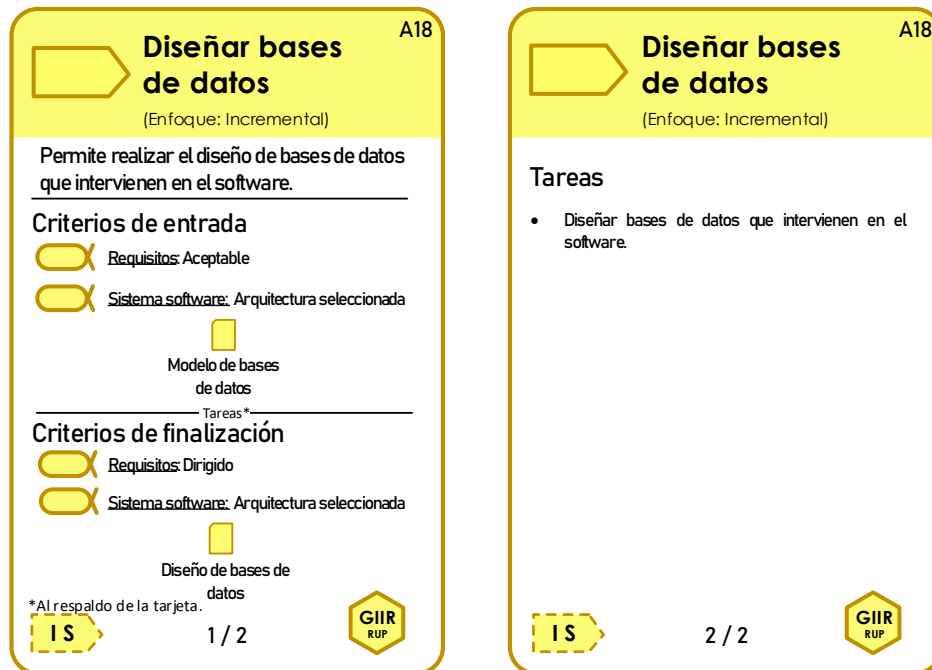 A18
Diseñar bases
de datos
(Enfoque: Incremental)
Permite realizar el diseño de bases de datos
que intervienen en el software.
Criterios de entrada
Requisitos: Aceptable
Sistema software: Arquitectura seleccionada
Modelo de bases
de datos
Tareas*
Criterios de finalización
Requisitos: Dirigido
Sistema software: Arquitectura seleccionada
Diseño de bases de
datos
*Al respaldo de la tarjeta.
I S
1 / 2
GIIR
RUP
A18
Diseñar bases
de datos
(Enfoque: Incremental)
Tareas
• Diseñar bases de datos que intervienen en el
software.
I S
2 / 2
GIIR
RUP